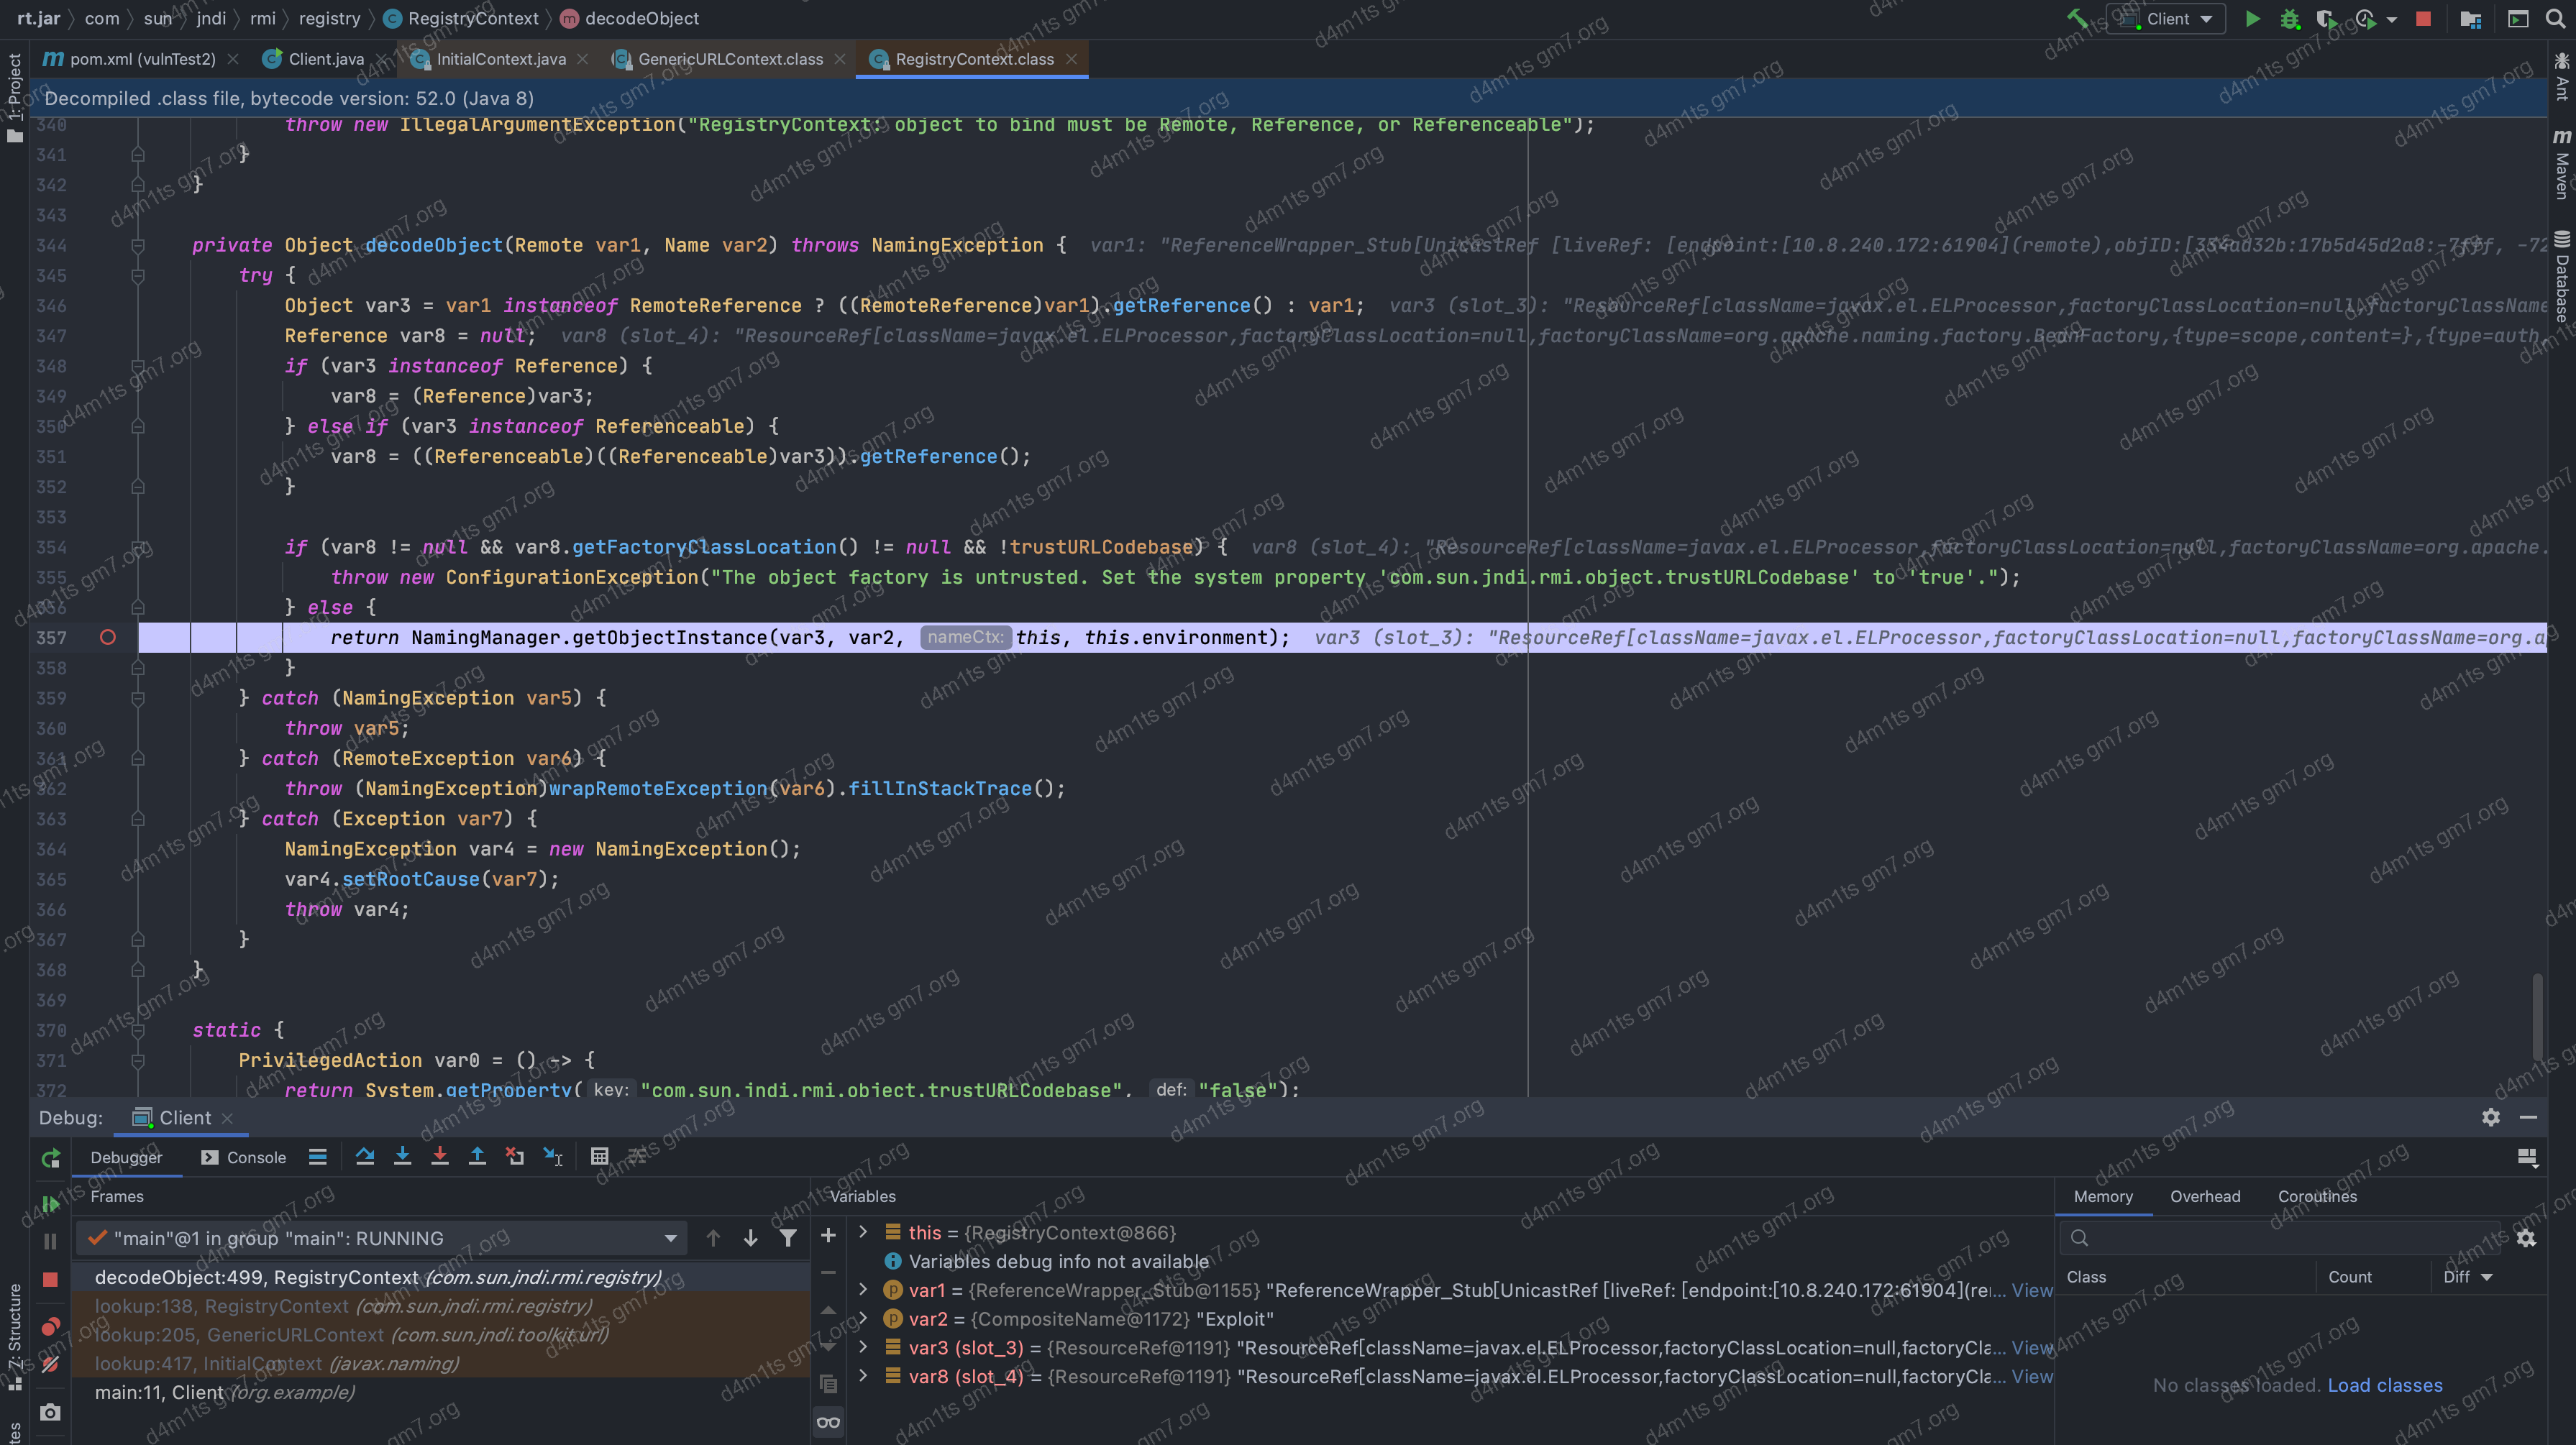 rt.jar com sun jndi rmi registry RegistryContext decodeObject Client
pom.xml (vulnTest2) Client.java InitialContext.java GenericURLContext.class RegistryContext.class
Decompiled .class file, bytecode version: 52.0 (Java 8)
340 throw new IllegalArgumentException("RegistryContext: object to bind must be Remote, Reference, or Referenceable");
341 }
342 }
343
344 private Object decodeObject(Remote var1, Name var2) throws NamingException { var1: "ReferenceWrapper_Stub[UnicastRef [liveRef: [endpoint:[10.8.240.172:61904](remote),objID:[334ad32b:17b5d45d2a8:-7fff, -72
345 try {
346 Object var3 = var1 instanceof RemoteReference ? ((RemoteReference)var1).getReference() : var1; var3 (slot_3): "ResourceRef[className=javax.el.ELProcessor,factoryClassLocation=null,factoryClassName
347 Reference var8 = null; var8 (slot_4): "ResourceRef[className=javax.el.ELProcessor,factoryClassLocation=null,factoryClassName=org.apache.naming.factory.BeanFactory,{type=scope,content=},{type=auth,
348 if (var3 instanceof Reference) {
349 var8 = (Reference)var3;
350 } else if (var3 instanceof Referenceable) {
351 var8 = ((Referenceable)((Referenceable)var3)).getReference();
352 }
353
354 if (var8 != null && var8.getFactoryClassLocation() != null && !trustURLCodebase) { var8 (slot_4): "ResourceRef[className=javax.el.ELProcessor,factoryClassLocation=null,factoryClassName=org.apache.
355 throw new ConfigurationException("The object factory is untrusted. Set the system property 'com.sun.jndi.rmi.object.trustURLCodebase' to 'true'.");
356 } else {
357 return NamingManager.getObjectInstance(var3, var2, nameCtx: this, this.environment); var3 (slot_3): "ResourceRef[className=javax.el.ELProcessor,factoryClassLocation=null,factoryClassName=org.a
358 }
359 } catch (NamingException var5) {
360 throw var5;
361 } catch (RemoteException var6) {
362 throw (NamingException)wrapRemoteException(var6).fillInStackTrace();
363 } catch (Exception var7) {
364 NamingException var4 = new NamingException();
365 var4.setRootCause(var7);
366 throw var4;
367 }
368 }
369
370 static {
371 PrivilegedAction var0 = () -> {
372 return System.getProperty( key: "com.sun.jndi.rmi.object.trustURLCodebase", def: "false");
1: Project
7: Structure
Ant
Maven
Database
Debug: Client
Debugger Console
Frames
"main"@1 in group "main": RUNNING
decodeObject:499, RegistryContext (com.sun.jndi.rmi.registry)
lookup:138, RegistryContext (com.sun.jndi.rmi.registry)
lookup:205, GenericURLContext (com.sun.jndi.toolkit.url)
lookup:417, InitialContext (javax.naming)
main:11, Client (org.example)
Variables
this = {RegistryContext@866}
Variables debug info not available
var1 = {ReferenceWrapper_Stub@1155} "ReferenceWrapper_Stub[UnicastRef [liveRef: [endpoint:[10.8.240.172:61904](re... View
var2 = {CompositeName@1172} "Exploit"
var3 (slot_3) = {ResourceRef@1191} "ResourceRef[className=javax.el.ELProcessor,factoryClassLocation=null,factoryCla... View
var8 (slot_4) = {ResourceRef@1191} "ResourceRef[className=javax.el.ELProcessor,factoryClassLocation=null,factoryCla... View
Memory Overhead Coroutines
Class Count Diff
No classes loaded. Load classes
d4m1ts gm7.org